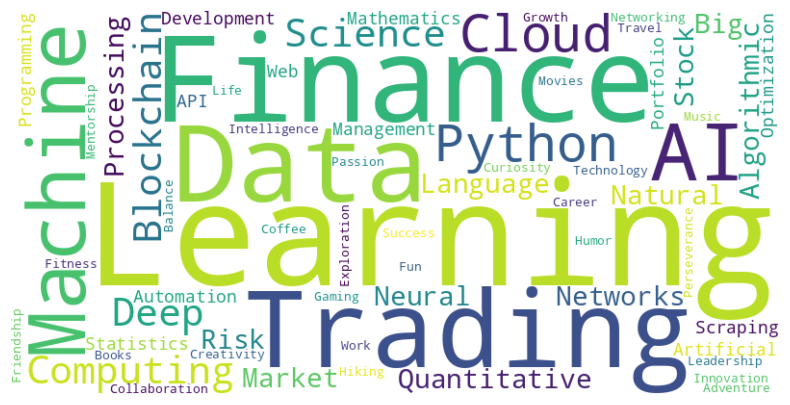 Development
Mathematics
Growth
Networking
Travel
Programming
Machine
Mentorship
Processing
Blockchain
Finance
Science
Cloud
Big
Stock
Portfolio
Algorithmic
Optimization
Web
API
Life
Movies
Music
Intelligence
Management
Python
AI
Data
Passion
Curiosity
Technology
Language
Natural
Learning
Balance
Career
Coffee
Exploration
Success
Humor
Perseverance
Fitness
Fun
Automation
Gaming
Neural
Networks
Deep
Trading
Scraping
Friendship
Statistics
Risk
Work
Artificial
Books
Creativity
Leadership
Computing
Market
Hiking
Quantitative
Innovation
Collaboration
Adventure